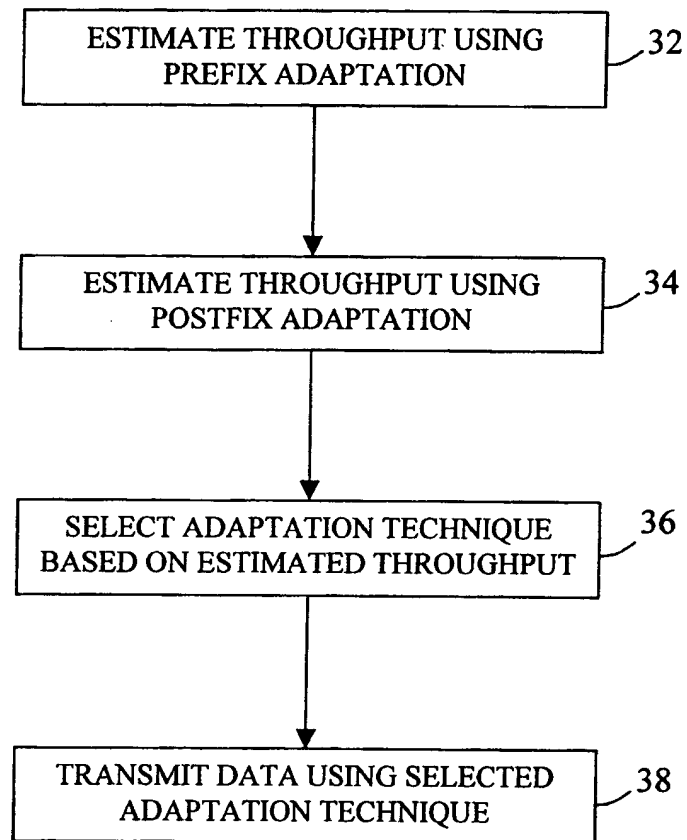 ESTIMATE THROUGHPUT USING
PREFIX ADAPTATION
32
ESTIMATE THROUGHPUT USING
POSTFIX ADAPTATION
34
SELECT ADAPTATION TECHNIQUE
BASED ON ESTIMATED THROUGHPUT
36
TRANSMIT DATA USING SELECTED
ADAPTATION TECHNIQUE
38